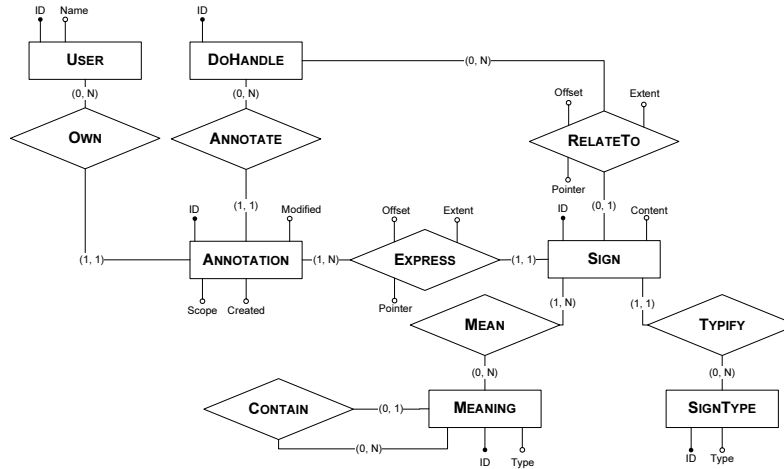 ID
Name
ID
USER
DOHANDLE
(0, N)
(0, N)
(0, N)
Offset
Extent
OWN
ANNOTATE
RELATETO
Pointer
(1, 1)
(0, 1)
ID
Modified
Offset
Extent
ID
Content
(1, 1)
ANNOTATION
(1, N)
EXPRESS
(1, 1)
SIGN
Scope
Created
Pointer
(1, N)
(1, 1)
MEAN
TYPIFY
(0, N)
(0, N)
CONTAIN
(0, 1)
MEANING
SIGNTYPE
(0, N)
ID
Type
ID
Type